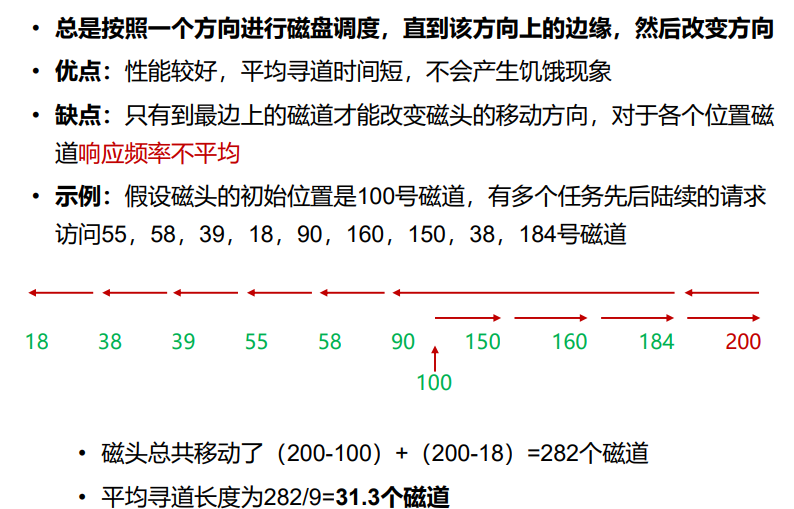 • 总是按照一个方向进行磁盘调度，直到该方向上的边缘，然后改变方向
• 优点：性能较好，平均寻道时间短，不会产生饥饿现象
• 缺点：只有到最边上的磁道才能改变磁头的移动方向，对于各个位置磁
道响应频率不平均
• 示例：假设磁头的初始位置是100号磁道，有多个任务先后陆续的请求
访问55，58，39，18，90，160，150，38，184号磁道
18 38 39 55 58 90 150 160 184 200
100
• 磁头总共移动了（200-100）+（200-18）=282个磁道
• 平均寻道长度为282/9=31.3个磁道